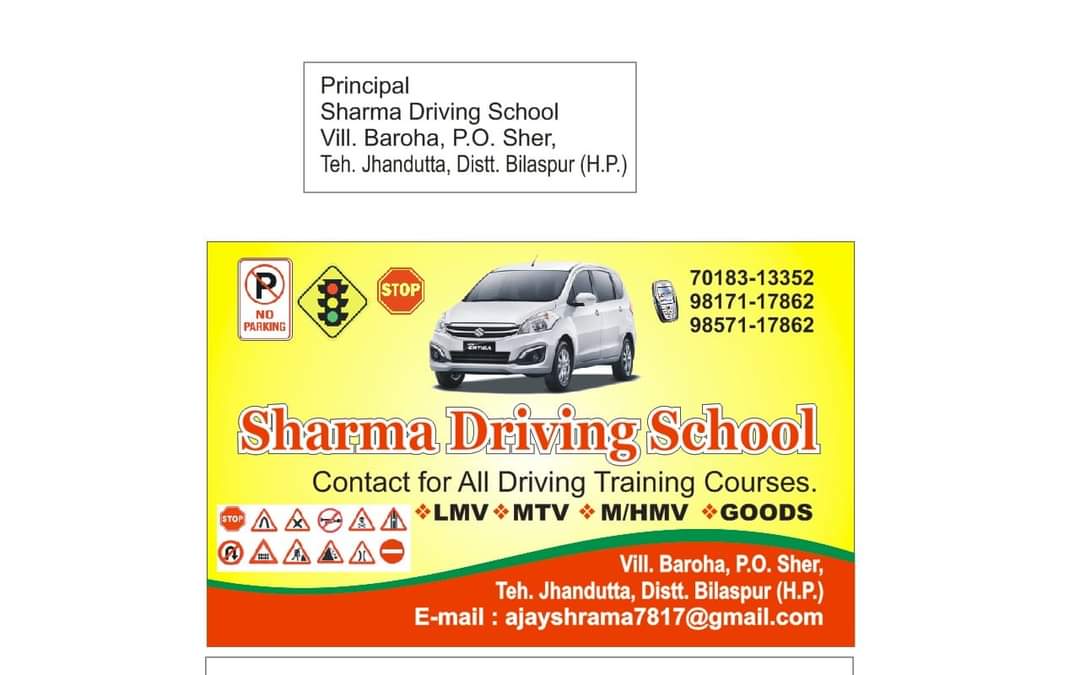 Principal
Sharma Driving School
Vill. Baroha, P.O. Sher,
Teh. Jhandutta, Distt. Bilaspur (H.P.)
P
NO
PARKING
STOP
ERTIGA
70183-13352
98171-17862
98571-17862
Sharma Driving School
Contact for All Driving Training Courses.
❖LMV❖MTV ❖ M/HMV ❖GOODS
STOP
Vill. Baroha, P.O. Sher,
Teh. Jhandutta, Distt. Bilaspur (H.P.)
E-mail : ajayshrama7817@gmail.com